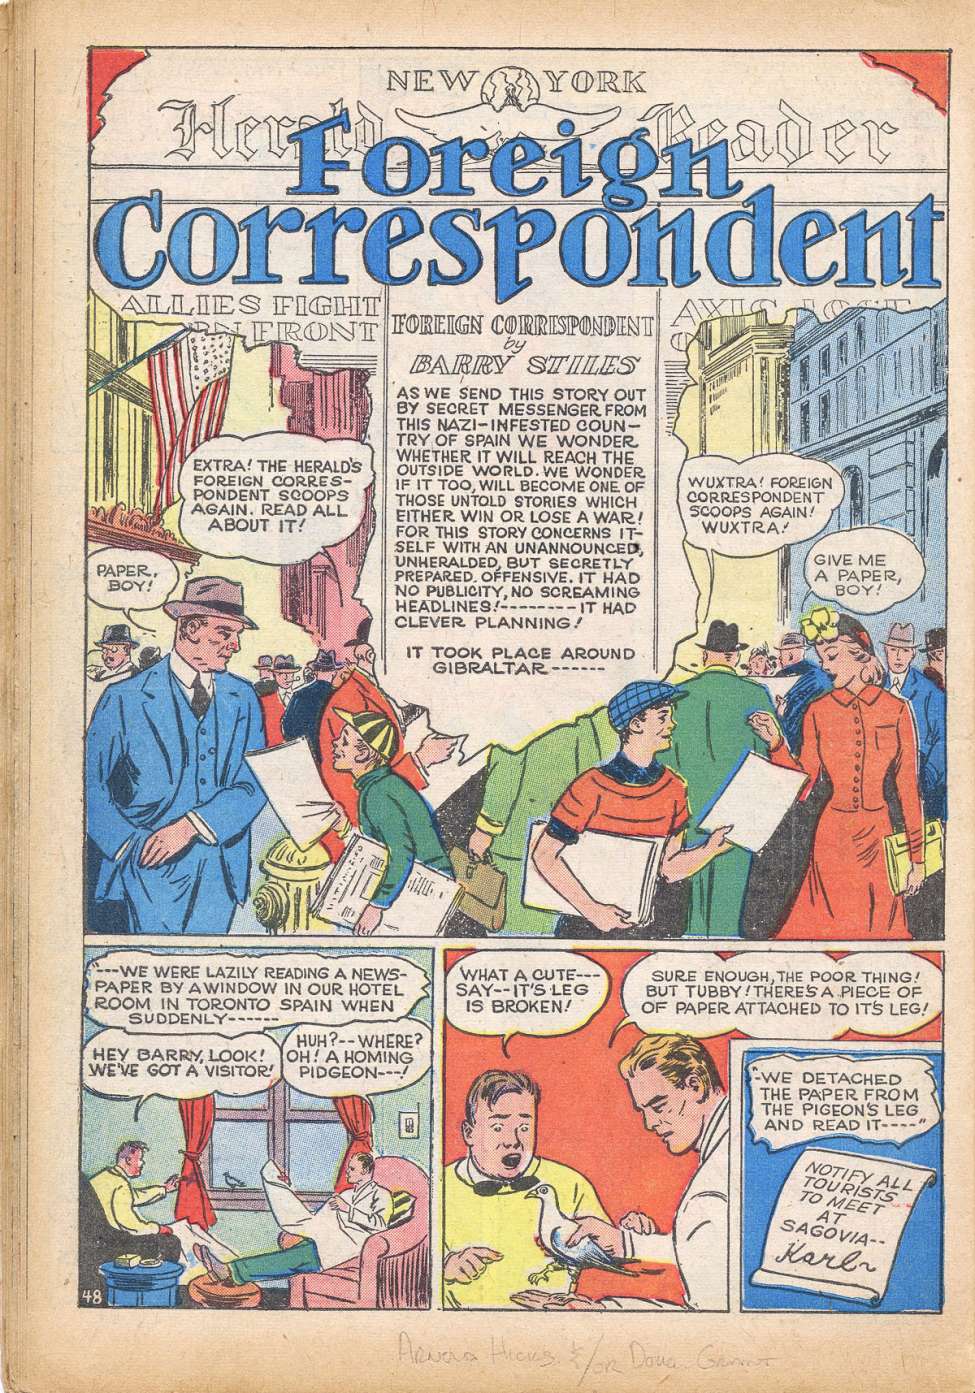 NEW YORK
Herald Reader
Foreign
Correspondent
ALLIES FIGHT
FRONT
AXIS LOSE
FOREIGN CORRESPONDENT
by
BARRY STILES
AS WE SEND THIS STORY OUT
BY SECRET MESSENGER FROM
THIS NAZI-INFESTED COUN-
TRY OF SPAIN WE WONDER
WHETHER IT WILL REACH THE
OUTSIDE WORLD. WE WONDER
IF IT TOO, WILL BECOME ONE OF
THOSE UNTOLD STORIES WHICH
EITHER WIN OR LOSE A WAR!
FOR THIS STORY CONCERNS IT-
SELF WITH AN UNANNOUNCED,
UNHERALDED, BUT SECRETLY
PREPARED OFFENSIVE. IT HAD
NO PUBLICITY, NO SCREAMING
HEADLINES!--------IT HAD
CLEVER PLANNING!
IT TOOK PLACE AROUND
GIBRALTAR------
EXTRA! THE HERALD'S
FOREIGN CORRES-
PONDENT SCOOPS
AGAIN. READ ALL
ABOUT IT!
PAPER,
BOY!
WUXTRA! FOREIGN
CORRESPONDENT
SCOOPS AGAIN!
WUXTRA!
GIVE ME
A PAPER,
BOY!
---WE WERE LAZILY READING A NEWS-
PAPER BY A WINDOW IN OUR HOTEL
ROOM IN TORONTO SPAIN WHEN
SUDDENLY------
HEY BARRY, LOOK!
WE'VE GOT A VISITOR!
HUH?--WHERE?
OH! A HOMING
PIDGEON---!
48
WHAT A CUTE---
SAY--IT'S LEG
IS BROKEN!
SURE ENOUGH, THE POOR THING!
BUT TUBBY! THERE'S A PIECE OF
OF PAPER ATTACHED TO IT'S LEG!
-WE DETACHED
THE PAPER FROM
THE PIGEON'S LEG
AND READ IT----"
NOTIFY ALL
TOURISTS
TO MEET
AT
SAGOVIA--
Karl~
ARNOLD HICKS &/OR DOUG GRANT